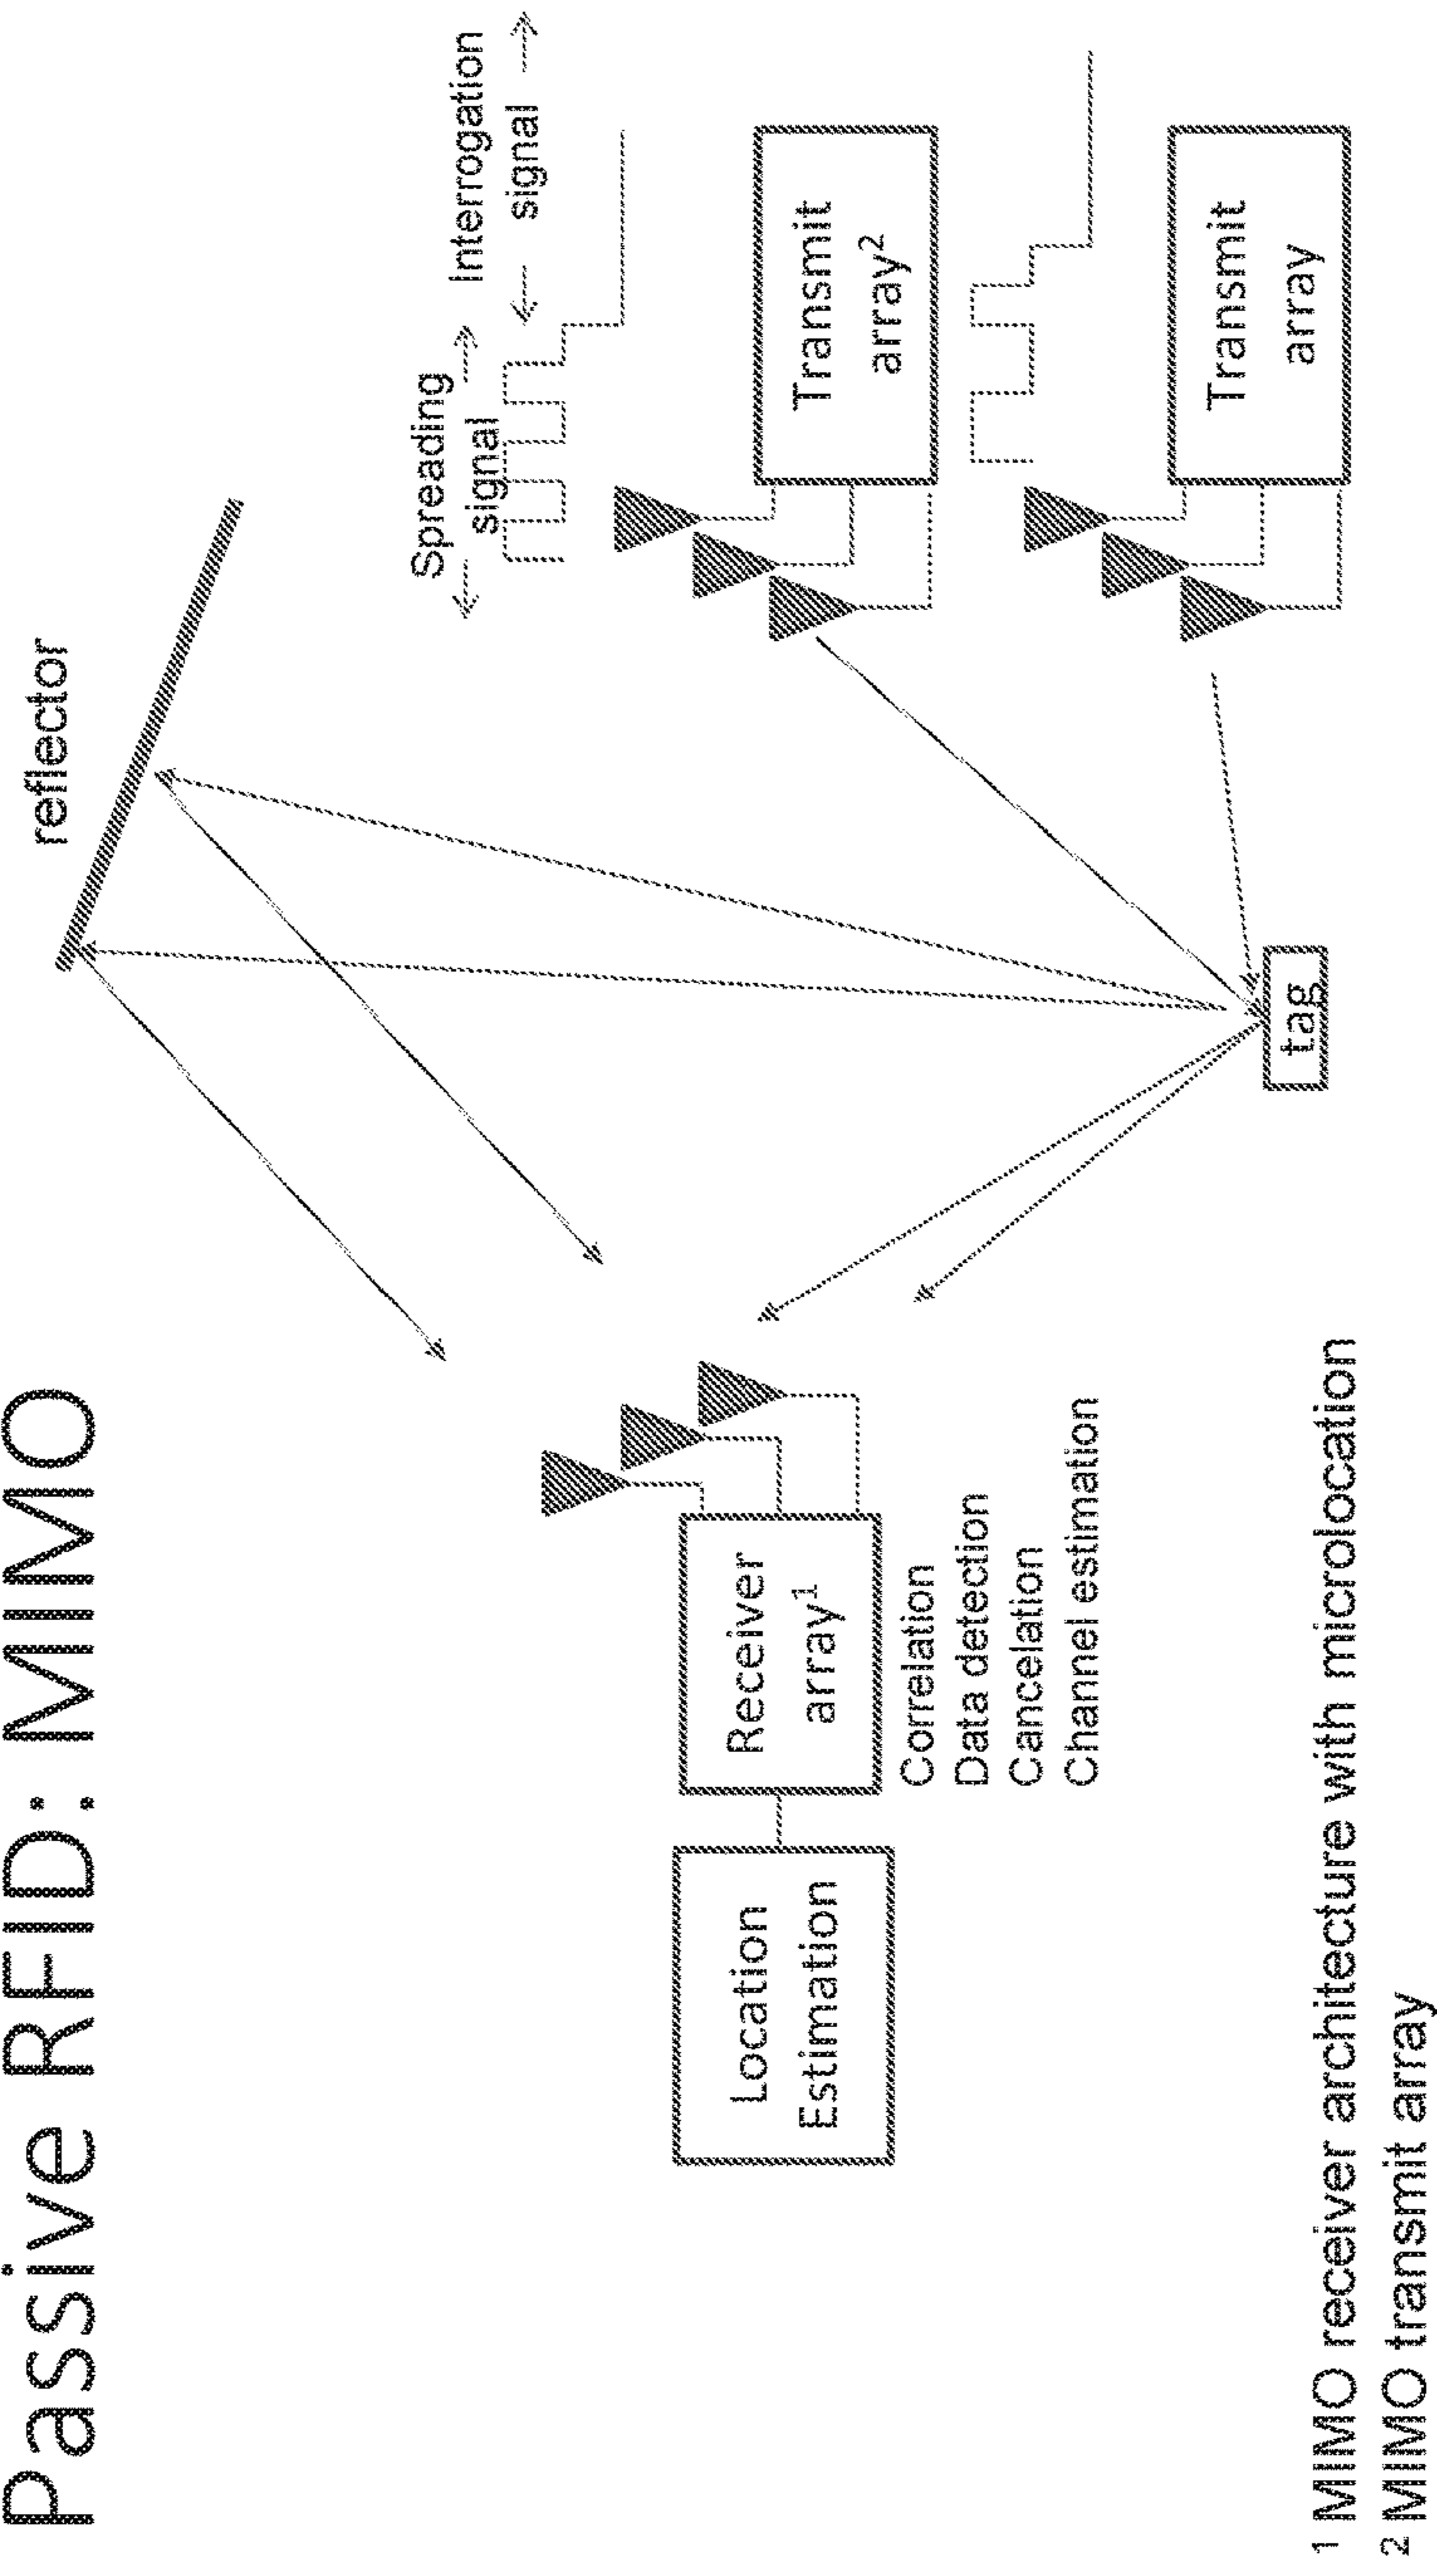 Passive RFID: MIMO
reflector
Spreading
signal
Interrogation
signal
Location
Estimation
Receiver
array¹
Correlation
Data detection
Cancelation
Channel estimation
Transmit
array²
tag
Transmit
array
¹ MIMO receiver architecture with microlocation
² MIMO transmit array